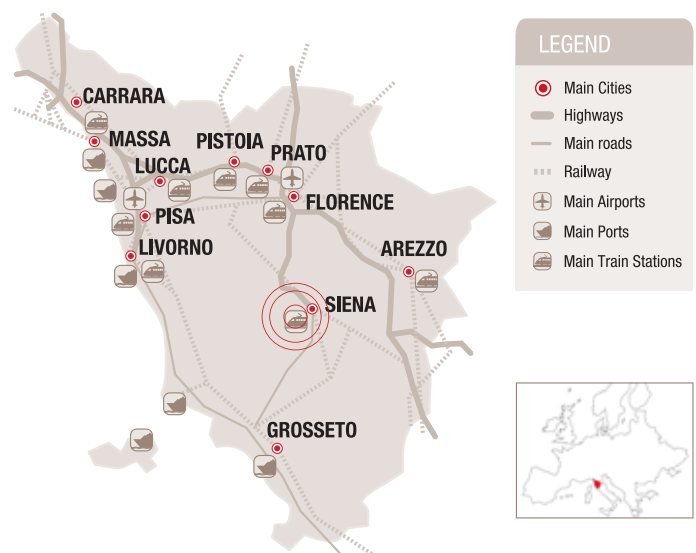 CARRARA
MASSA
PISTOIA
PRATO
LUCCA
FLORENCE
PISA
LIVORNO
AREZZO
SIENA
GROSSETO
LEGEND
Main Cities
Highways
Main roads
Railway
Main Airports
Main Ports
Main Train Stations